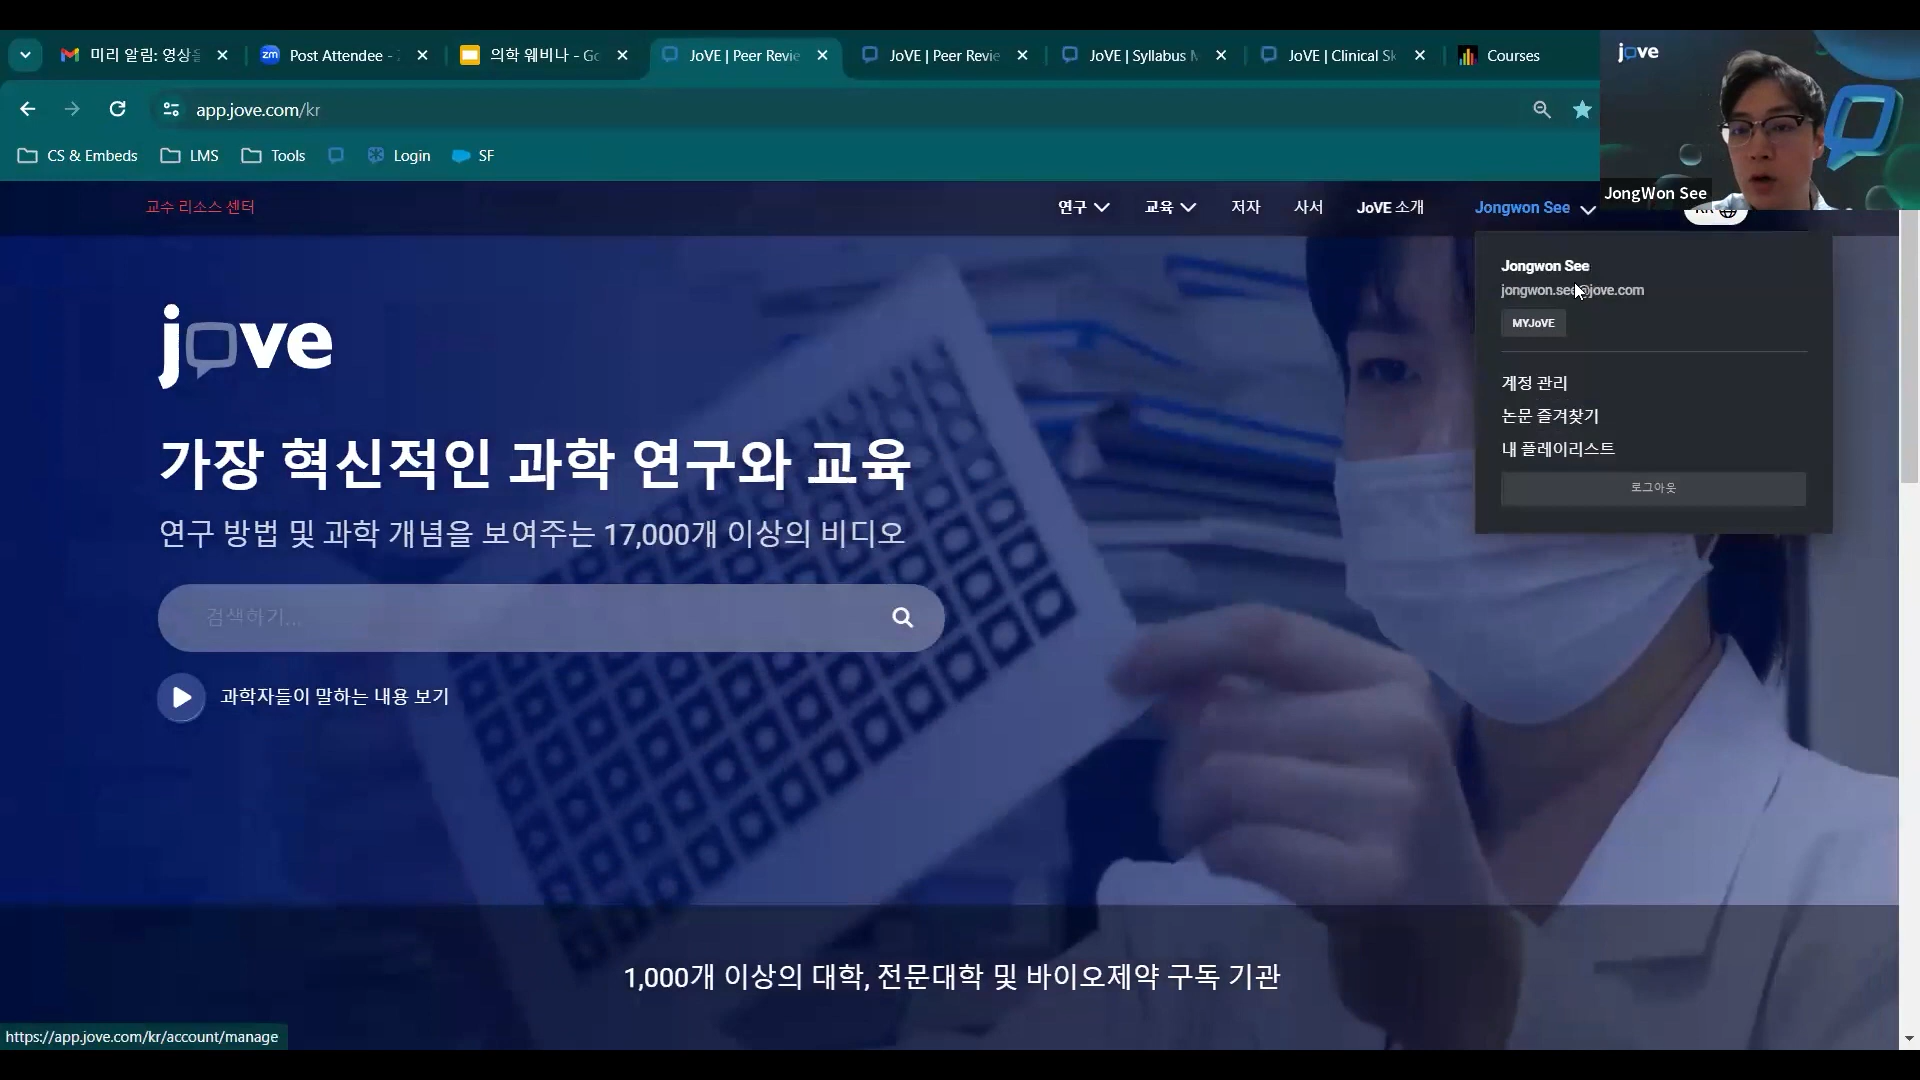 미리 알림: 영상을
Post Attendee -
의학 웨비나 - Go
JoVE | Peer Revie
JoVE | Peer Revie
JoVE | Syllabus M
JoVE | Clinical Sk
Courses
jove
app.jove.com/kr
CS & Embeds
LMS
Tools
Login
SF
JongWon See
교수 리소스 센터
연구
교육
저자
사서
JoVE 소개
Jongwon See
KR
Jongwon See
jongwon.see@jove.com
MYJoVE
계정 관리
논문 즐겨찾기
내 플레이리스트
로그아웃
jove
가장 혁신적인 과학 연구와 교육
연구 방법 및 과학 개념을 보여주는 17,000개 이상의 비디오
검색하기...
과학자들이 말하는 내용 보기
1,000개 이상의 대학, 전문대학 및 바이오제약 구독 기관
https://app.jove.com/kr/account/manage